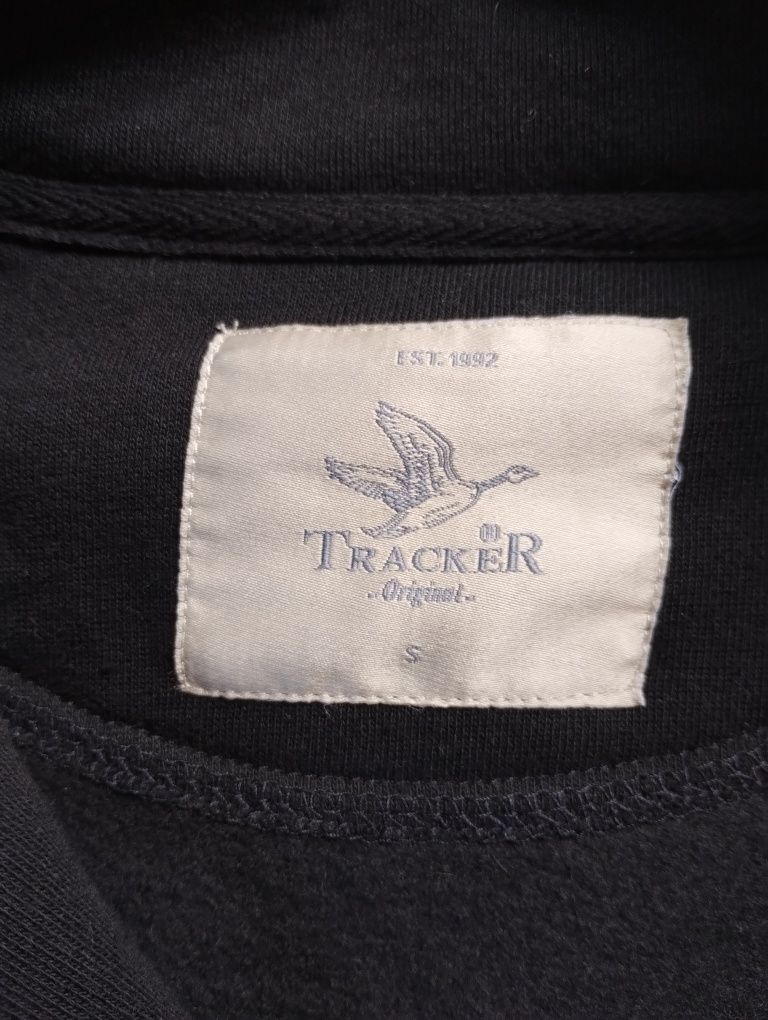 EST. 1992
TRACKER
Original
S